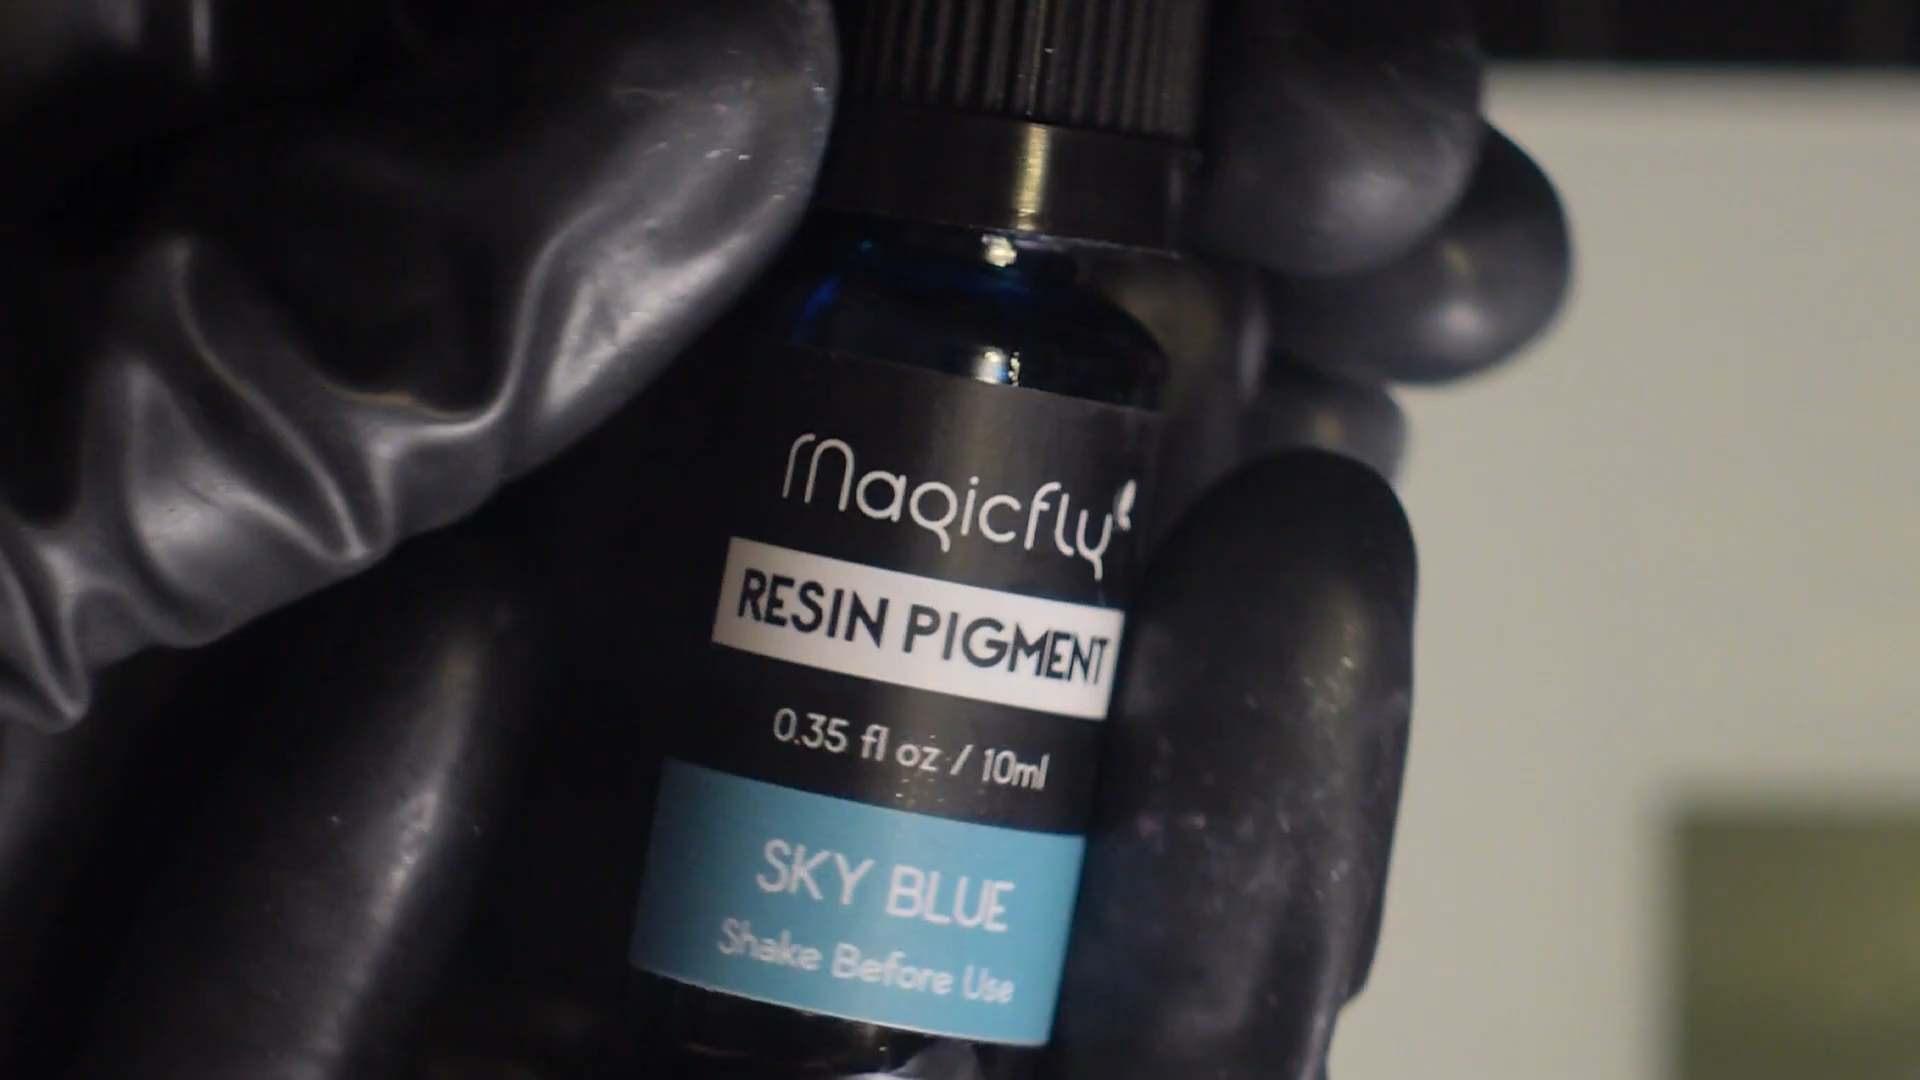 Magicfly
RESIN PIGMENT
0.35 fl oz / 10ml
SKY BLUE
Shake Before Use